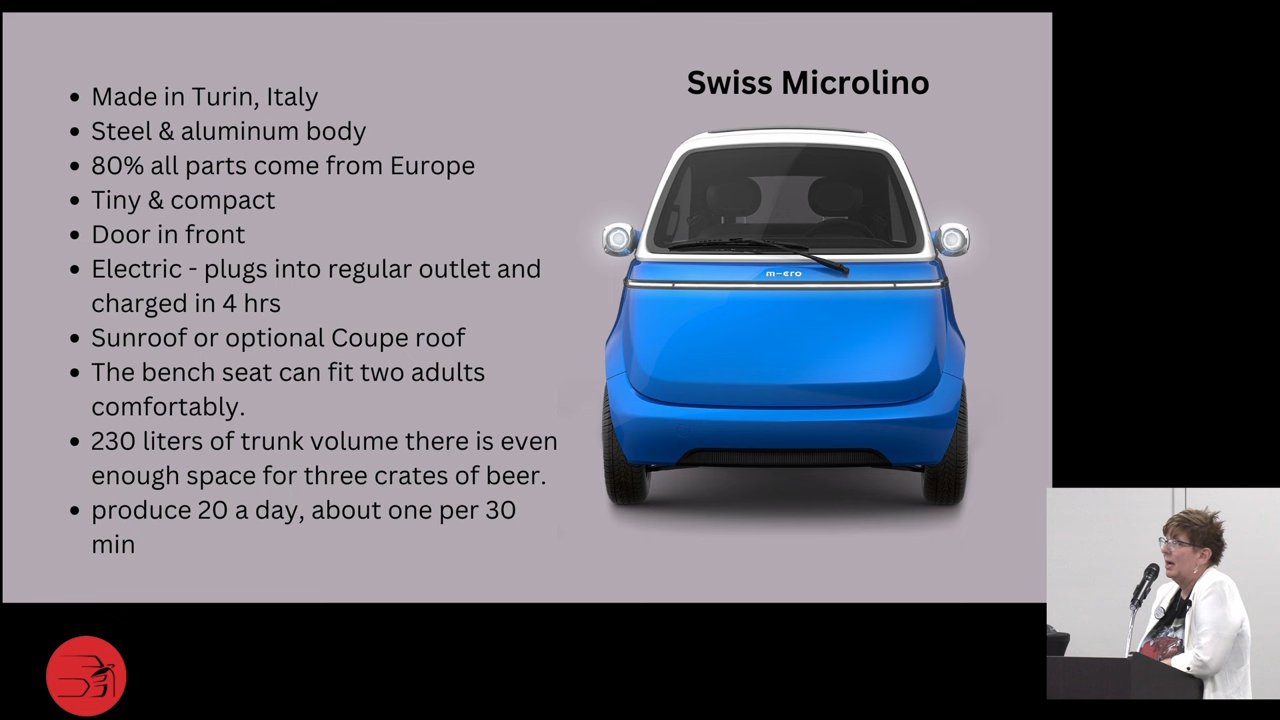 Swiss Microlino
Made in Turin, Italy
Steel & aluminum body
80% all parts come from Europe
Tiny & compact
Door in front
Electric - plugs into regular outlet and
charged in 4 hrs
Sunroof or optional Coupe roof
The bench seat can fit two adults
comfortably.
230 liters of trunk volume there is even
enough space for three crates of beer.
produce 20 a day, about one per 30
min
micro